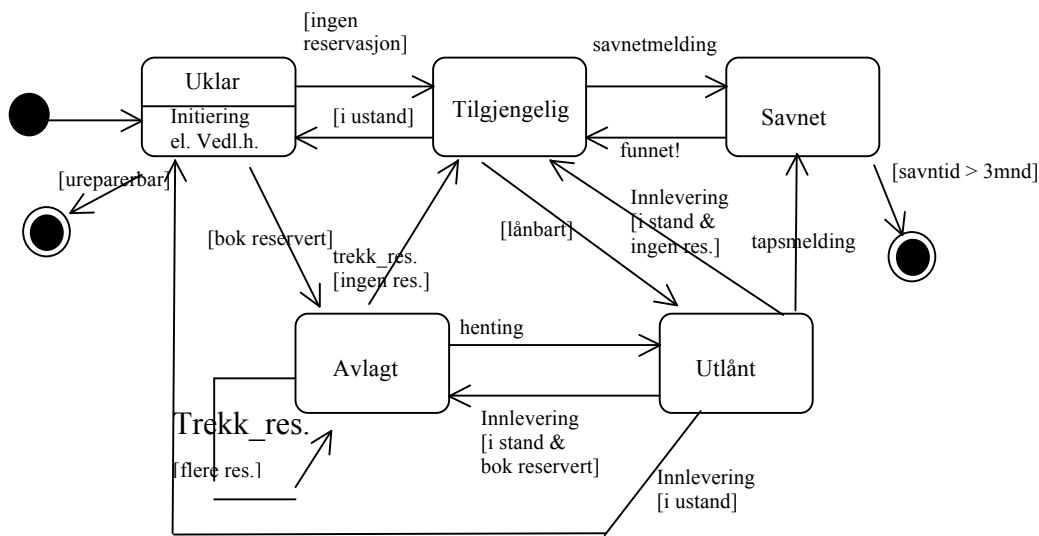 [ingen
reservasjon]
savnetmelding
Uklar
Initiering
el. Vedl.h.
[i ustand]
Tilgjengelig
funnet!
Savnet
[ureparerbar]
[savntid > 3mnd]
[bok reservert]
trekk_res.
[ingen res.]
[lånbart]
Innlevering
[i stand &
ingen res.]
tapsmelding
Avlagt
henting
Utlånt
Trekk_res.
[flere res.]
Innlevering
[i stand &
bok reservert]
Innlevering
[i ustand]